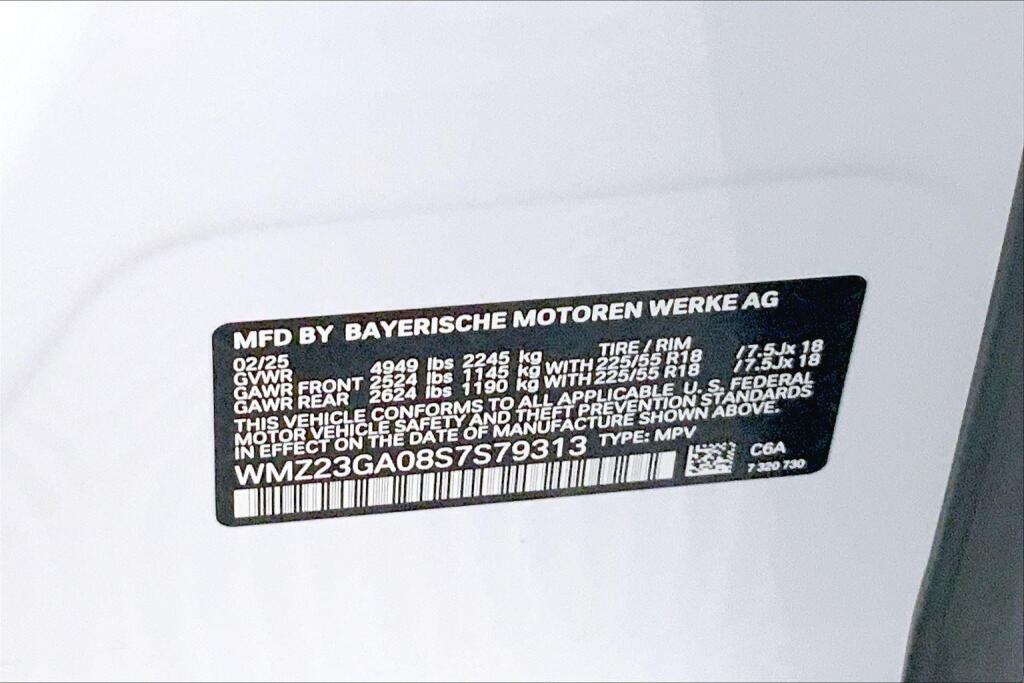 MFD BY BAYERISCHE MOTOREN WERKE AG
02/25 TIRE / RIM
GVWR 4949 lbs 2245 kg
GAWR FRONT 2524 lbs 1145 kg WITH 225/55 R18 /7.5Jx 18
GAWR REAR 2624 lbs 1190 kg WITH 225/55 R18 /7.5Jx 18
THIS VEHICLE CONFORMS TO ALL APPLICABLE U.S. FEDERAL
MOTOR VEHICLE SAFETY AND THEFT PREVENTION STANDARDS
IN EFFECT ON THE DATE OF MANUFACTURE SHOWN ABOVE.
WMZ23GA08S7S79313 TYPE: MPV
C6A
7 320 730